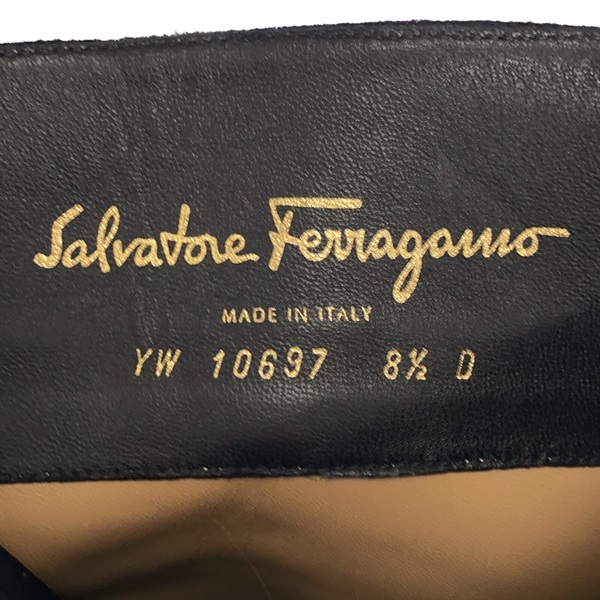 Salvatore Ferragamo
MADE IN ITALY
YW 10697 8½ D